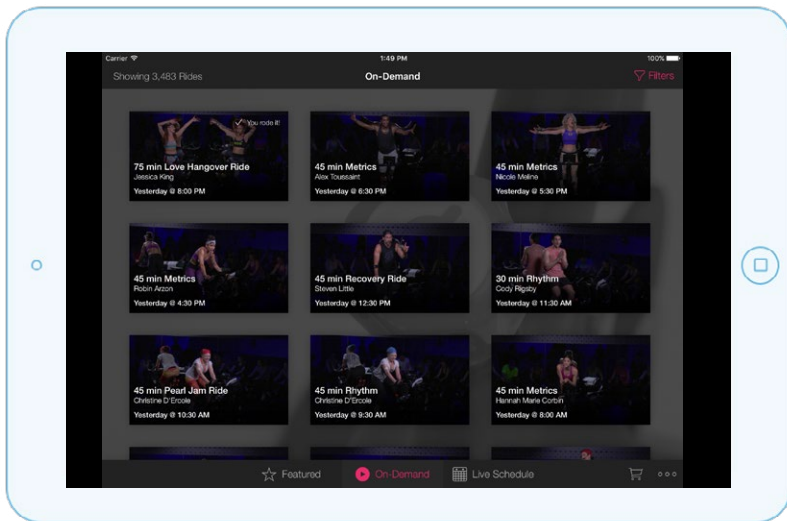 Carrier
1:49 PM
100%
Showing 3,483 Rides
On-Demand
Filters
You rode it!
75 min Love Hangover Ride
Jessica King
Yesterday @ 8:00 PM
45 min Metrics
Alex Toussaint
Yesterday @ 6:30 PM
45 min Metrics
Nicole Meline
Yesterday @ 5:30 PM
45 min Metrics
Robin Arzon
Yesterday @ 4:30 PM
45 min Recovery Ride
Steven Little
Yesterday @ 12:30 PM
30 min Rhythm
Cody Rigsby
Yesterday @ 11:30 AM
45 min Pearl Jam Ride
Christine D'Ercole
Yesterday @ 10:30 AM
45 min Rhythm
Christine D'Ercole
Yesterday @ 9:30 AM
45 min Metrics
Hannah Marie Corbin
Yesterday @ 8:00 AM
Featured
On-Demand
Live Schedule